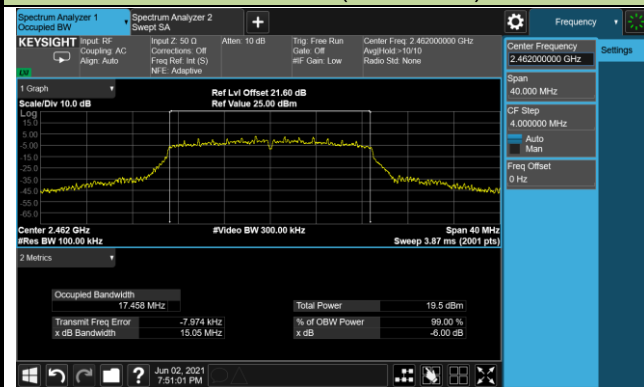 Spectrum Analyzer 1
Occupied BW
Spectrum Analyzer 2
Swept SA
+
Frequency
KEYSIGHT
Input: RF
Coupling: AC
Align: Auto
Input Z: 50 Ω
Corrections: Off
Freq Ref: Int (S)
NFE: Adaptive
Atten: 10 dB
Trig: Free Run
Gate: Off
#IF Gain: Low
Center Freq: 2.462000000 GHz
Avg|Hold:>10/10
Radio Std: None
LV
Center Frequency
2.462000000 GHz
Settings
Span
40.000 MHz
CF Step
4.000000 MHz
Auto
Man
Freq Offset
0 Hz
1 Graph
Scale/Div 10.0 dB
Ref Lvl Offset 21.60 dB
Ref Value 25.00 dBm
Log
15.0
5.00
-5.00
-15.0
-25.0
-35.0
-45.0
-55.0
-65.0
Center 2.462 GHz
#Res BW 100.00 kHz
#Video BW 300.00 kHz
Span 40 MHz
Sweep 3.87 ms (2001 pts)
2 Metrics
Occupied Bandwidth
17.458 MHz
Total Power 19.5 dBm
Transmit Freq Error -7.974 kHz
% of OBW Power 99.00 %
x dB Bandwidth 15.05 MHz
x dB -6.00 dB
?
Jun 02, 2021
7:51:01 PM